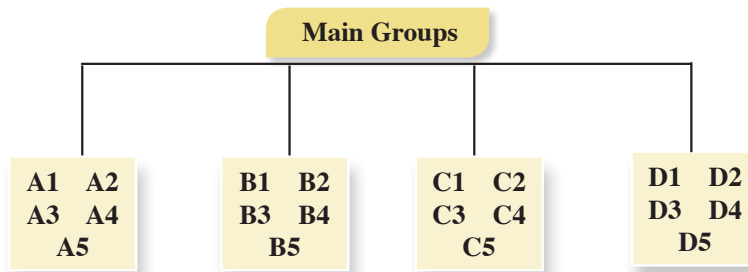 Main Groups
A1 A2
A3 A4
A5
B1 B2
B3 B4
B5
C1 C2
C3 C4
C5
D1 D2
D3 D4
D5